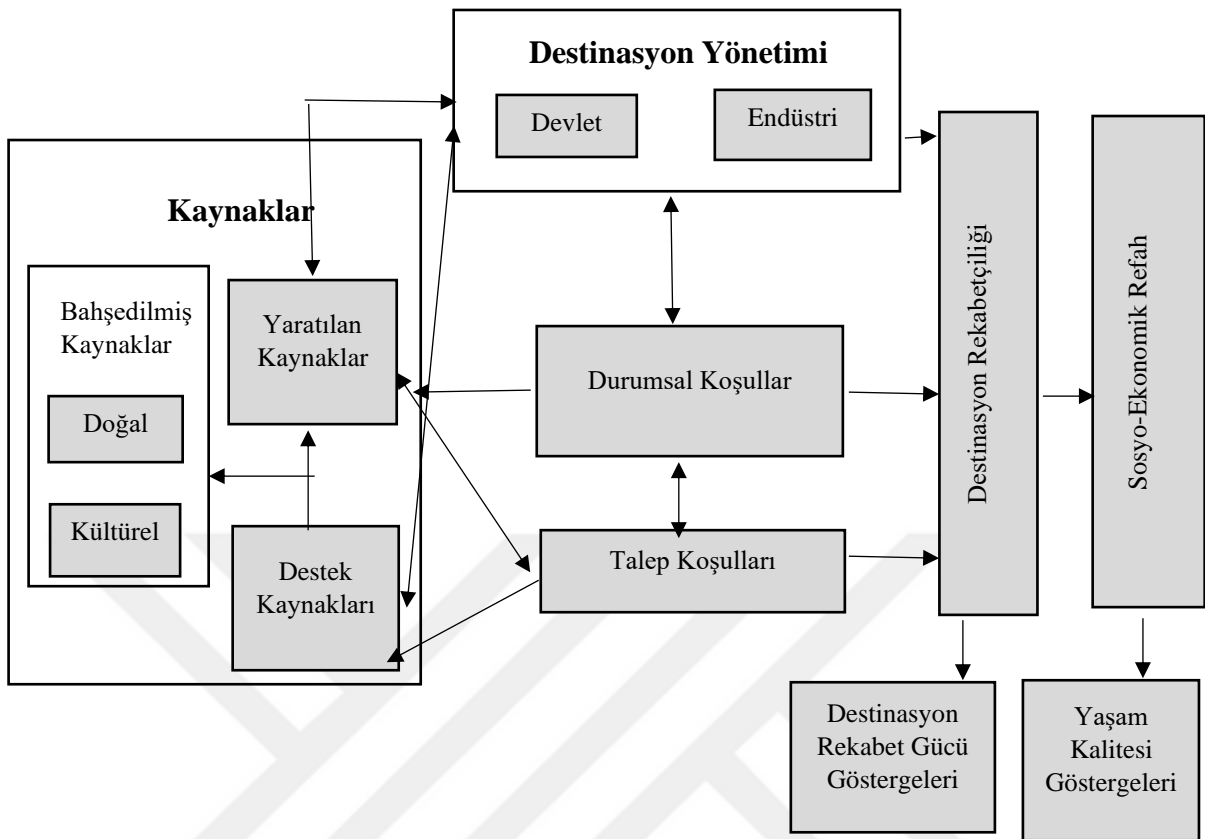 Destinasyon Yönetimi
Devlet
Endüstri
Kaynaklar
Bahşedilmiş
Kaynaklar
Doğal
Kültürel
Yaratılan
Kaynaklar
Destek
Kaynakları
Durumsal Koşullar
Talep Koşulları
Destinasyon Rekabetçiliği
Sosyo-Ekonomik Refah
Destinasyon
Rekabet Gücü
Göstergeleri
Yaşam
Kalitesi
Göstergeleri